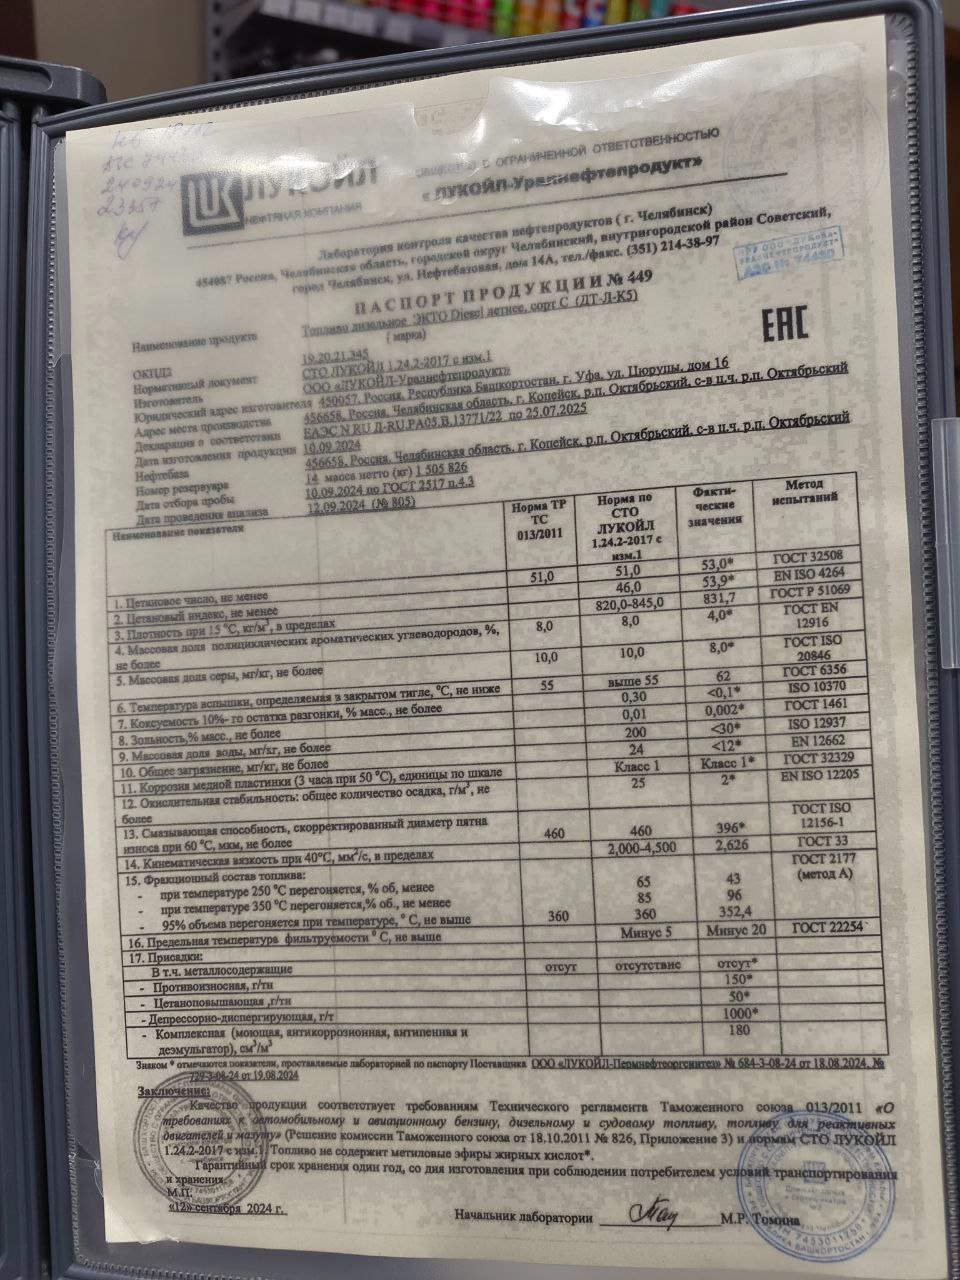 240924
23357
ЛУКОЙЛ
НЕФТЯНАЯ КОМПАНИЯ
ОБЩЕСТВО С ОГРАНИЧЕННОЙ ОТВЕТСТВЕННОСТЬЮ
« ЛУКОЙЛ-Уралнефтепродукт»
Лаборатория контроля качества нефтепродуктов ( г. Челябинск)
454087 Россия, Челябинская область, городской округ Челябинский, внутригородской район Советский,
город Челябинск, ул. Нефтебазовая, дом 14А, тел./факс. (351) 214-38-97
АЗС № 74430
ПАСПОРТ ПРОДУКЦИИ № 449
Наименование продукта Топливо дизельное ЭКТО Diesel летнее, сорт С (ДТ-Л-К5)
( марка)
EAC
ОКПД2 19.20.21.345
Нормативный документ СТО ЛУКОЙЛ 1.24.2-2017 с изм.1
Изготовитель ООО «ЛУКОЙЛ-Уралнефтепродукт»
Юридический адрес изготовителя 450057, Россия, Республика Башкортостан, г. Уфа, ул. Цюрупы, дом 16
Адрес места производства 456658, Россия, Челябинская область, г. Копейск, р.п. Октябрьский, с-в ц.ч. р.п. Октябрьский
Декларация о соответствии ЕАЭС N RU Д-RU.РА05.В.13771/22 по 25.07.2025
Дата изготовления продукции 10.09.2024
Нефтебаза 456658, Россия, Челябинская область, г. Копейск, р.п. Октябрьский, с-в ц.ч. р.п. Октябрьский
Номер резервуара 14 масса нетто (кг) 1 505 826
Дата отбора пробы 10.09.2024 по ГОСТ 2517 п.4.3
Дата проведения анализа 12.09.2024 (№ 805)
Наименование показателя Норма ТР ТС 013/2011 Норма по СТО ЛУКОЙЛ 1.24.2-2017 с изм.1 Факти-ческие значения Метод испытаний
1. Цетановое число, не менее 51,0 51,0 53,0* ГОСТ 32508
2. Цетановый индекс, не менее 46,0 53,9* EN ISO 4264
3. Плотность при 15 °С, кг/м³, в пределах 820,0-845,0 831,7 ГОСТ Р 51069
4. Массовая доля полициклических ароматических углеводородов, %, 8,0 8,0 4,0* ГОСТ EN 12916
не более
5. Массовая доля серы, мг/кг, не более 10,0 10,0 8,0* ГОСТ ISO 20846
6. Температура вспышки, определяемая в закрытом тигле, °С, не ниже 55 выше 55 62 ГОСТ 6356
7. Коксуемость 10%- го остатка разгонки, % масс., не более 0,30 <0,1* ISO 10370
8. Зольность,% масс., не более 0,01 0,002* ГОСТ 1461
9. Массовая доля воды, мг/кг, не более 200 <30* ISO 12937
10. Общее загрязнение, мг/кг, не более 24 <12* EN 12662
11. Коррозия медной пластинки (3 часа при 50 °С), единицы по шкале Класс 1 Класс 1* ГОСТ 32329
12. Окислительная стабильность: общее количество осадка, г/м³, не 25 2* EN ISO 12205
более
13. Смазывающая способность, скорректированный диаметр пятна ГОСТ ISO
износа при 60 °С, мкм, не более 460 460 396* 12156-1
14. Кинематическая вязкость при 40°С, мм²/с, в пределах 2,000-4,500 2,626 ГОСТ 33
15. Фракционный состав топлива: ГОСТ 2177
- при температуре 250 °С перегоняется, % об, менее 65 43 (метод А)
- при температуре 350 °С перегоняется,% об., не менее 85 96
- 95% объема перегоняется при температуре, ° С, не выше 360 360 352,4
16. Предельная температура фильтруемости ° С, не выше Минус 5 Минус 20 ГОСТ 22254
17. Присадки:
В т.ч. металлосодержащие отсут отсутствие отсут*
- Противоизносная, г/тн 150*
- Цетаноповышающая ,г/тн 50*
- Депрессорно-диспергирующая, г/т 1000*
- Комплексная (моющая, антикоррозионная, антипенная и 180
деэмульгатор), см³/м³
Знаком * отмечаются показатели, проставляемые лабораторией по паспорту Поставщика ООО «ЛУКОЙЛ-Пермнефтеоргсинтез» № 684-3-08-24 от 18.08.2024, №
729-3-08-24 от 19.08.2024
Заключение:
Качество продукции соответствует требованиям Технического регламента Таможенного союза 013/2011 «О
требованиях к автомобильному и авиационному бензину, дизельному и судовому топливу, топливу для реактивных
двигателей и мазуту» (Решение комиссии Таможенного союза от 18.10.2011 № 826, Приложение 3) и нормам СТО ЛУКОЙЛ
1.24.2-2017 с изм.1. Топливо не содержит метиловые эфиры жирных кислот*.
Гарантийный срок хранения один год, со дня изготовления при соблюдении потребителем условий транспортирования
и хранения.
М.П.
«12» сентября 2024 г.
Начальник лаборатории М.Р. Томина